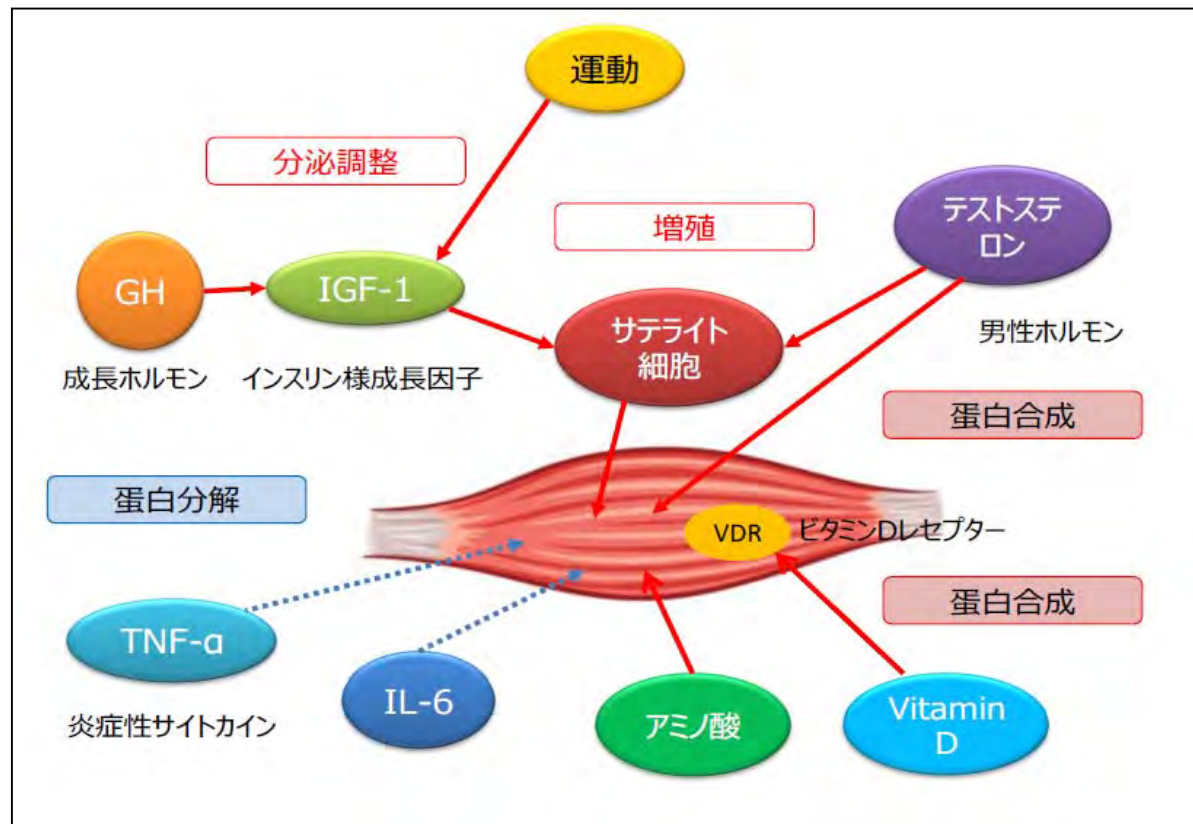 運動
分泌調整
増殖
テストステ
ロン
GH
IGF-1
サテライト
細胞
男性ホルモン
成長ホルモン
インスリン様成長因子
蛋白合成
蛋白分解
VDR
ビタミンDレセプター
蛋白合成
TNF-α
IL-6
アミノ酸
Vitamin
D
炎症性サイトカイン